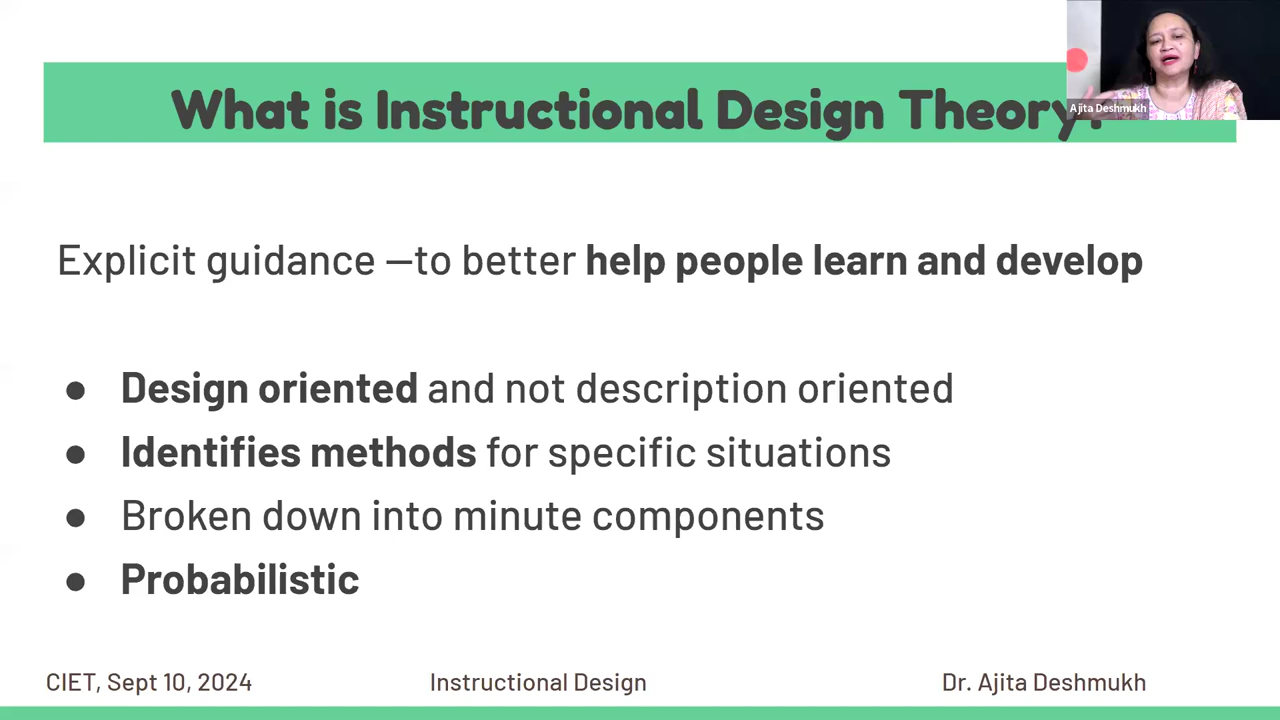 What is Instructional Design Theory?
Ajita Deshmukh
Explicit guidance —to better help people learn and develop
● Design oriented and not description oriented
● Identifies methods for specific situations
● Broken down into minute components
● Probabilistic
CIET, Sept 10, 2024
Instructional Design
Dr. Ajita Deshmukh